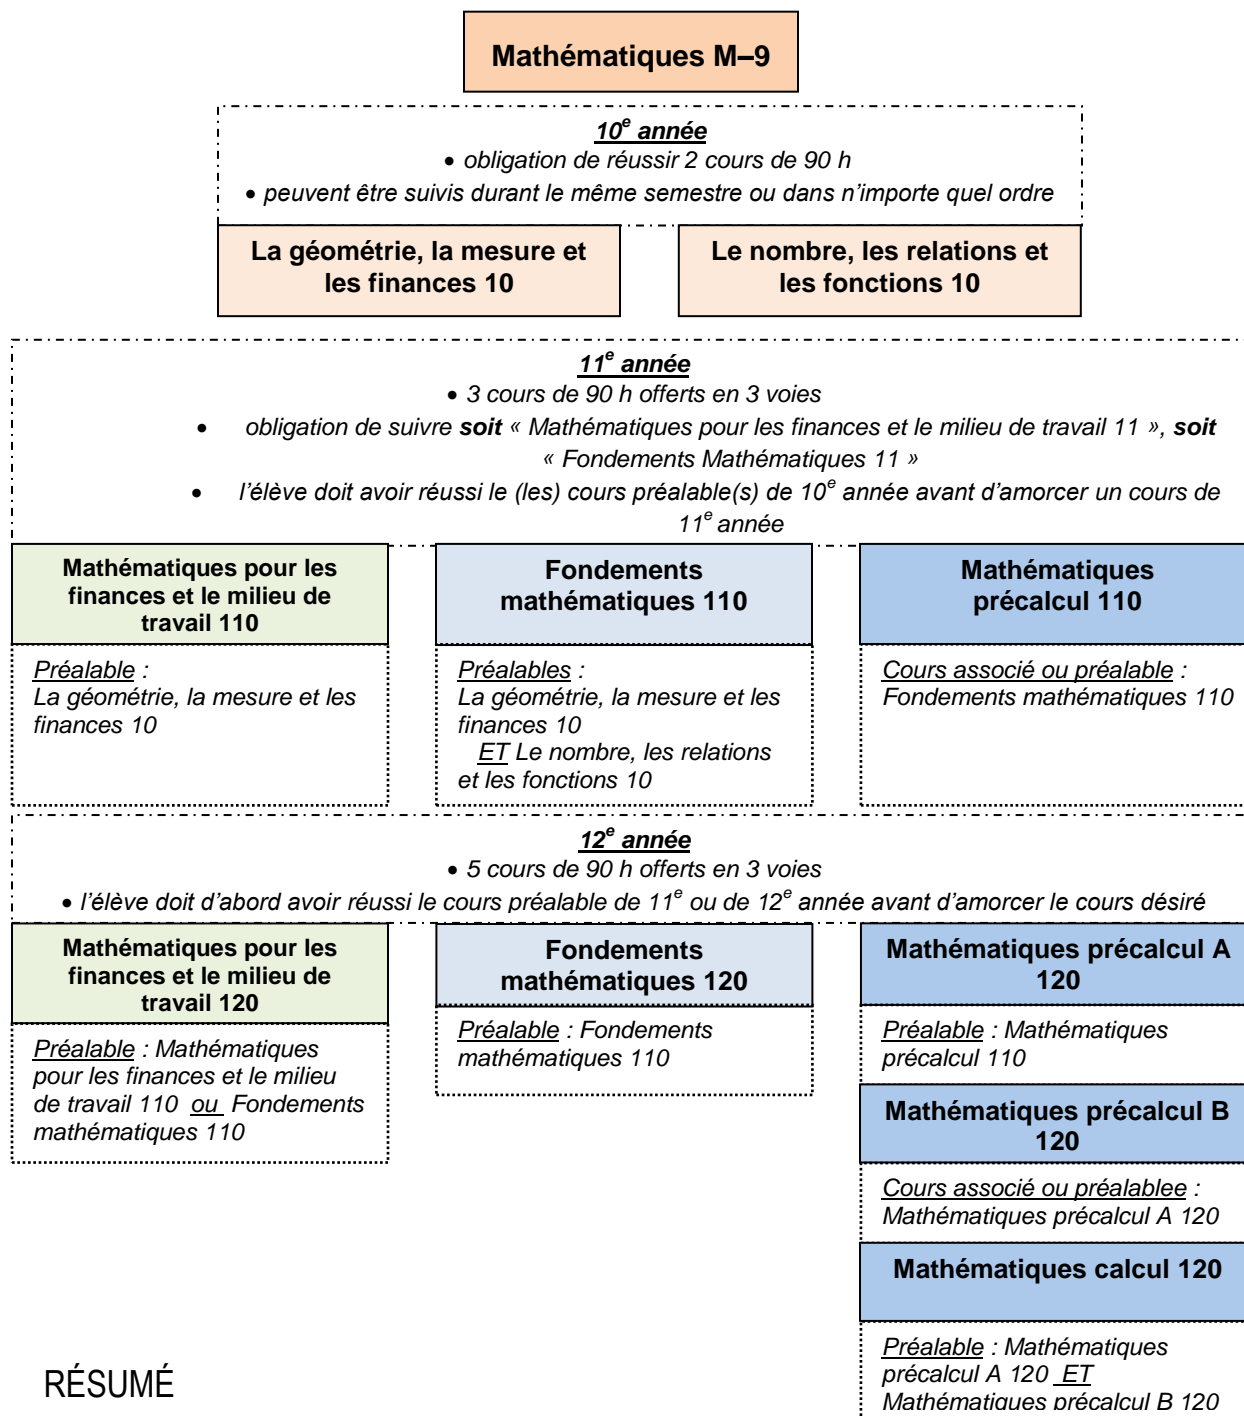 Mathématiques M–9
10e année
• obligation de réussir 2 cours de 90 h
• peuvent être suivis durant le même semestre ou dans n'importe quel ordre
La géométrie, la mesure et
les finances 10
Le nombre, les relations et
les fonctions 10
11e année
• 3 cours de 90 h offerts en 3 voies
• obligation de suivre soit « Mathématiques pour les finances et le milieu de travail 11 », soit
« Fondements Mathématiques 11 »
• l'élève doit avoir réussi le (les) cours préalable(s) de 10e année avant d'amorcer un cours de
11e année
Mathématiques pour les
finances et le milieu de
travail 110
Préalable :
La géométrie, la mesure et les
finances 10
Fondements
mathématiques 110
Préalables :
La géométrie, la mesure et les
finances 10
ET Le nombre, les relations
et les fonctions 10
Mathématiques
précalcul 110
Cours associé ou préalable :
Fondements mathématiques 110
12e année
• 5 cours de 90 h offerts en 3 voies
• l'élève doit d'abord avoir réussi le cours préalable de 11e ou de 12e année avant d'amorcer le cours désiré
Mathématiques pour les
finances et le milieu de
travail 120
Préalable : Mathématiques
pour les finances et le milieu
de travail 110 ou Fondements
mathématiques 110
Fondements
mathématiques 120
Préalable : Fondements
mathématiques 110
Mathématiques précalcul A
120
Préalable : Mathématiques
précalcul 110
Mathématiques précalcul B
120
Cours associé ou préalablee :
Mathématiques précalcul A 120
Mathématiques calcul 120
Préalable : Mathématiques
précalcul A 120 ET
Mathématiques précalcul B 120
RÉSUMÉ